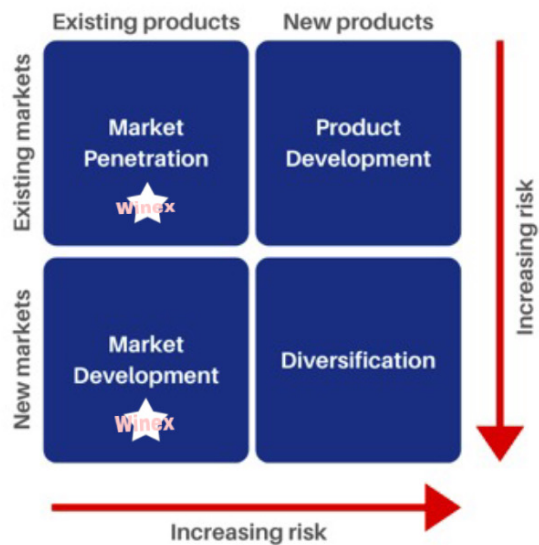 Existing products
New products
Existing markets
Market
Penetration
Winex
Product
Development
New markets
Market
Development
Winex
Diversification
Increasing risk
Increasing risk